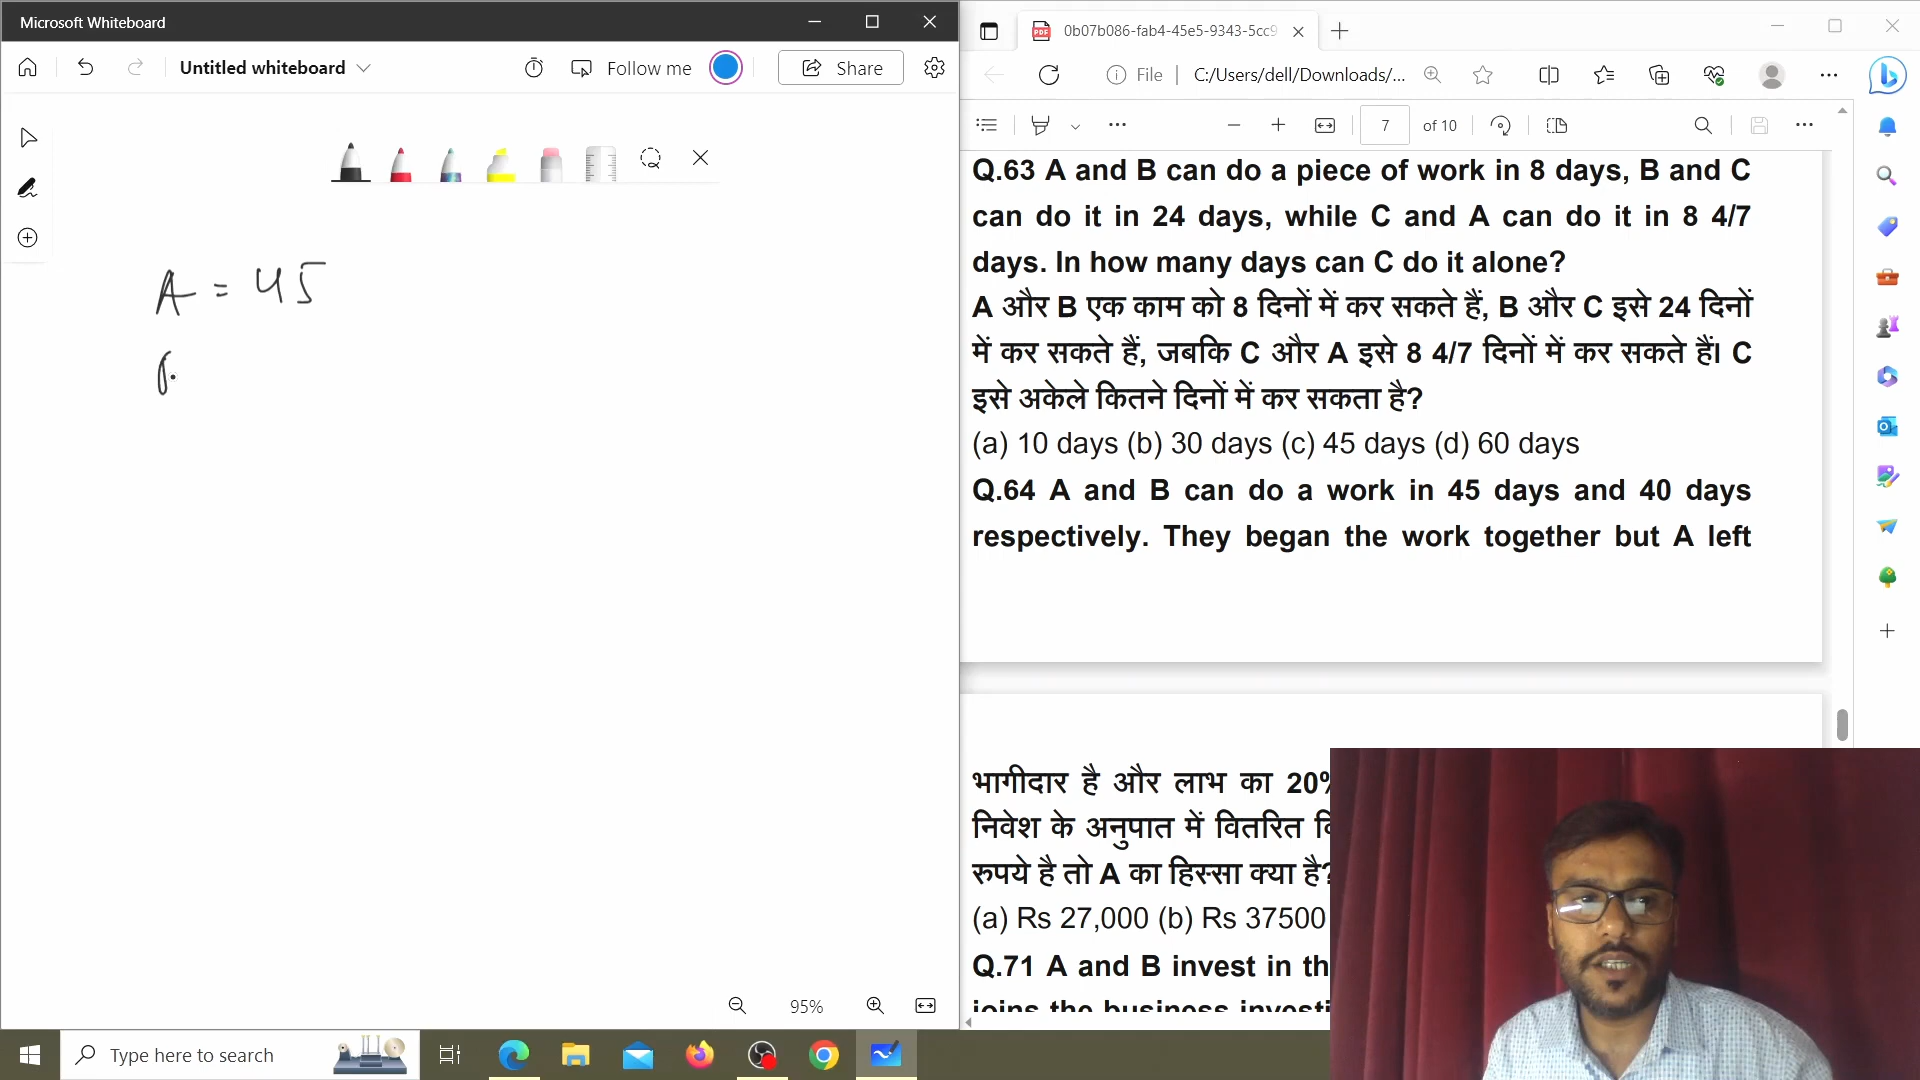 Microsoft Whiteboard
Untitled whiteboard
Follow me
Share
A = 45
95%
Type here to search
0b07b086-fab4-45e5-9343-5cc9
File
C:/Users/dell/Downloads/...
7 of 10
Q.63 A and B can do a piece of work in 8 days, B and C
can do it in 24 days, while C and A can do it in 8 4/7
days. In how many days can C do it alone?
A और B एक काम को 8 दिनों में कर सकते हैं, B और C इसे 24 दिनों
में कर सकते हैं, जबकि C और A इसे 8 4/7 दिनों में कर सकते हैं। C
इसे अकेले कितने दिनों में कर सकता है?
(a) 10 days (b) 30 days (c) 45 days (d) 60 days
Q.64 A and B can do a work in 45 days and 40 days
respectively. They began the work together but A left
भागीदार है और लाभ का 20%
निवेश के अनुपात में वितरित
रुपये है तो A का हिस्सा क्या है?
(a) Rs 27,000 (b) Rs 37500
Q.71 A and B invest in th
joins the business investi